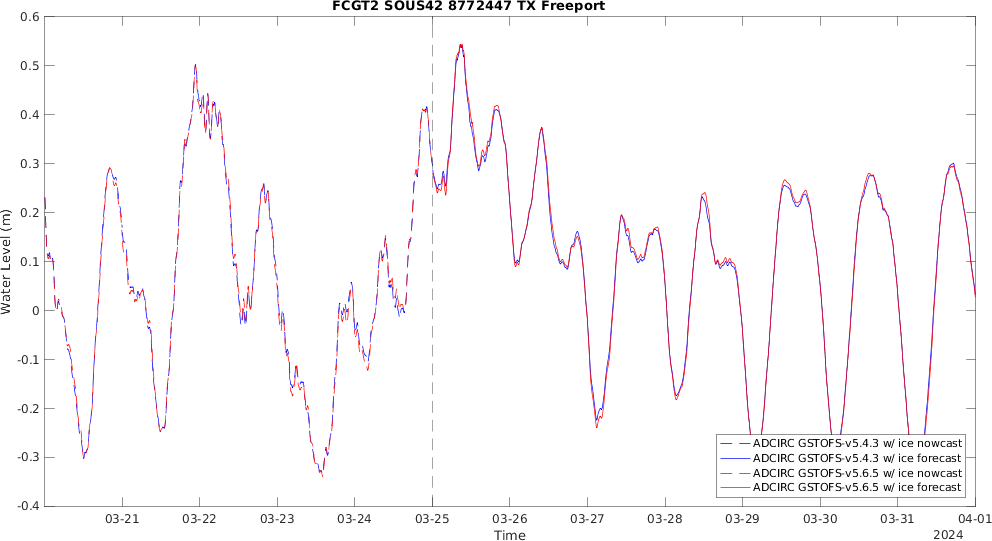 FCGT2 SOUS42 8772447 TX Freeport
0.6
0.5
0.4
0.3
0.2
0.1
0
-0.1
-0.2
-0.3
-0.4
Water Level (m)
ADCIRC GSTOFS-v5.4.3 w/ ice nowcast
ADCIRC GSTOFS-v5.4.3 w/ ice forecast
ADCIRC GSTOFS-v5.6.5 w/ ice nowcast
ADCIRC GSTOFS-v5.6.5 w/ ice forecast
03-21 03-22 03-23 03-24 03-25 03-26 03-27 03-28 03-29 03-30 03-31 04-01
Time
2024